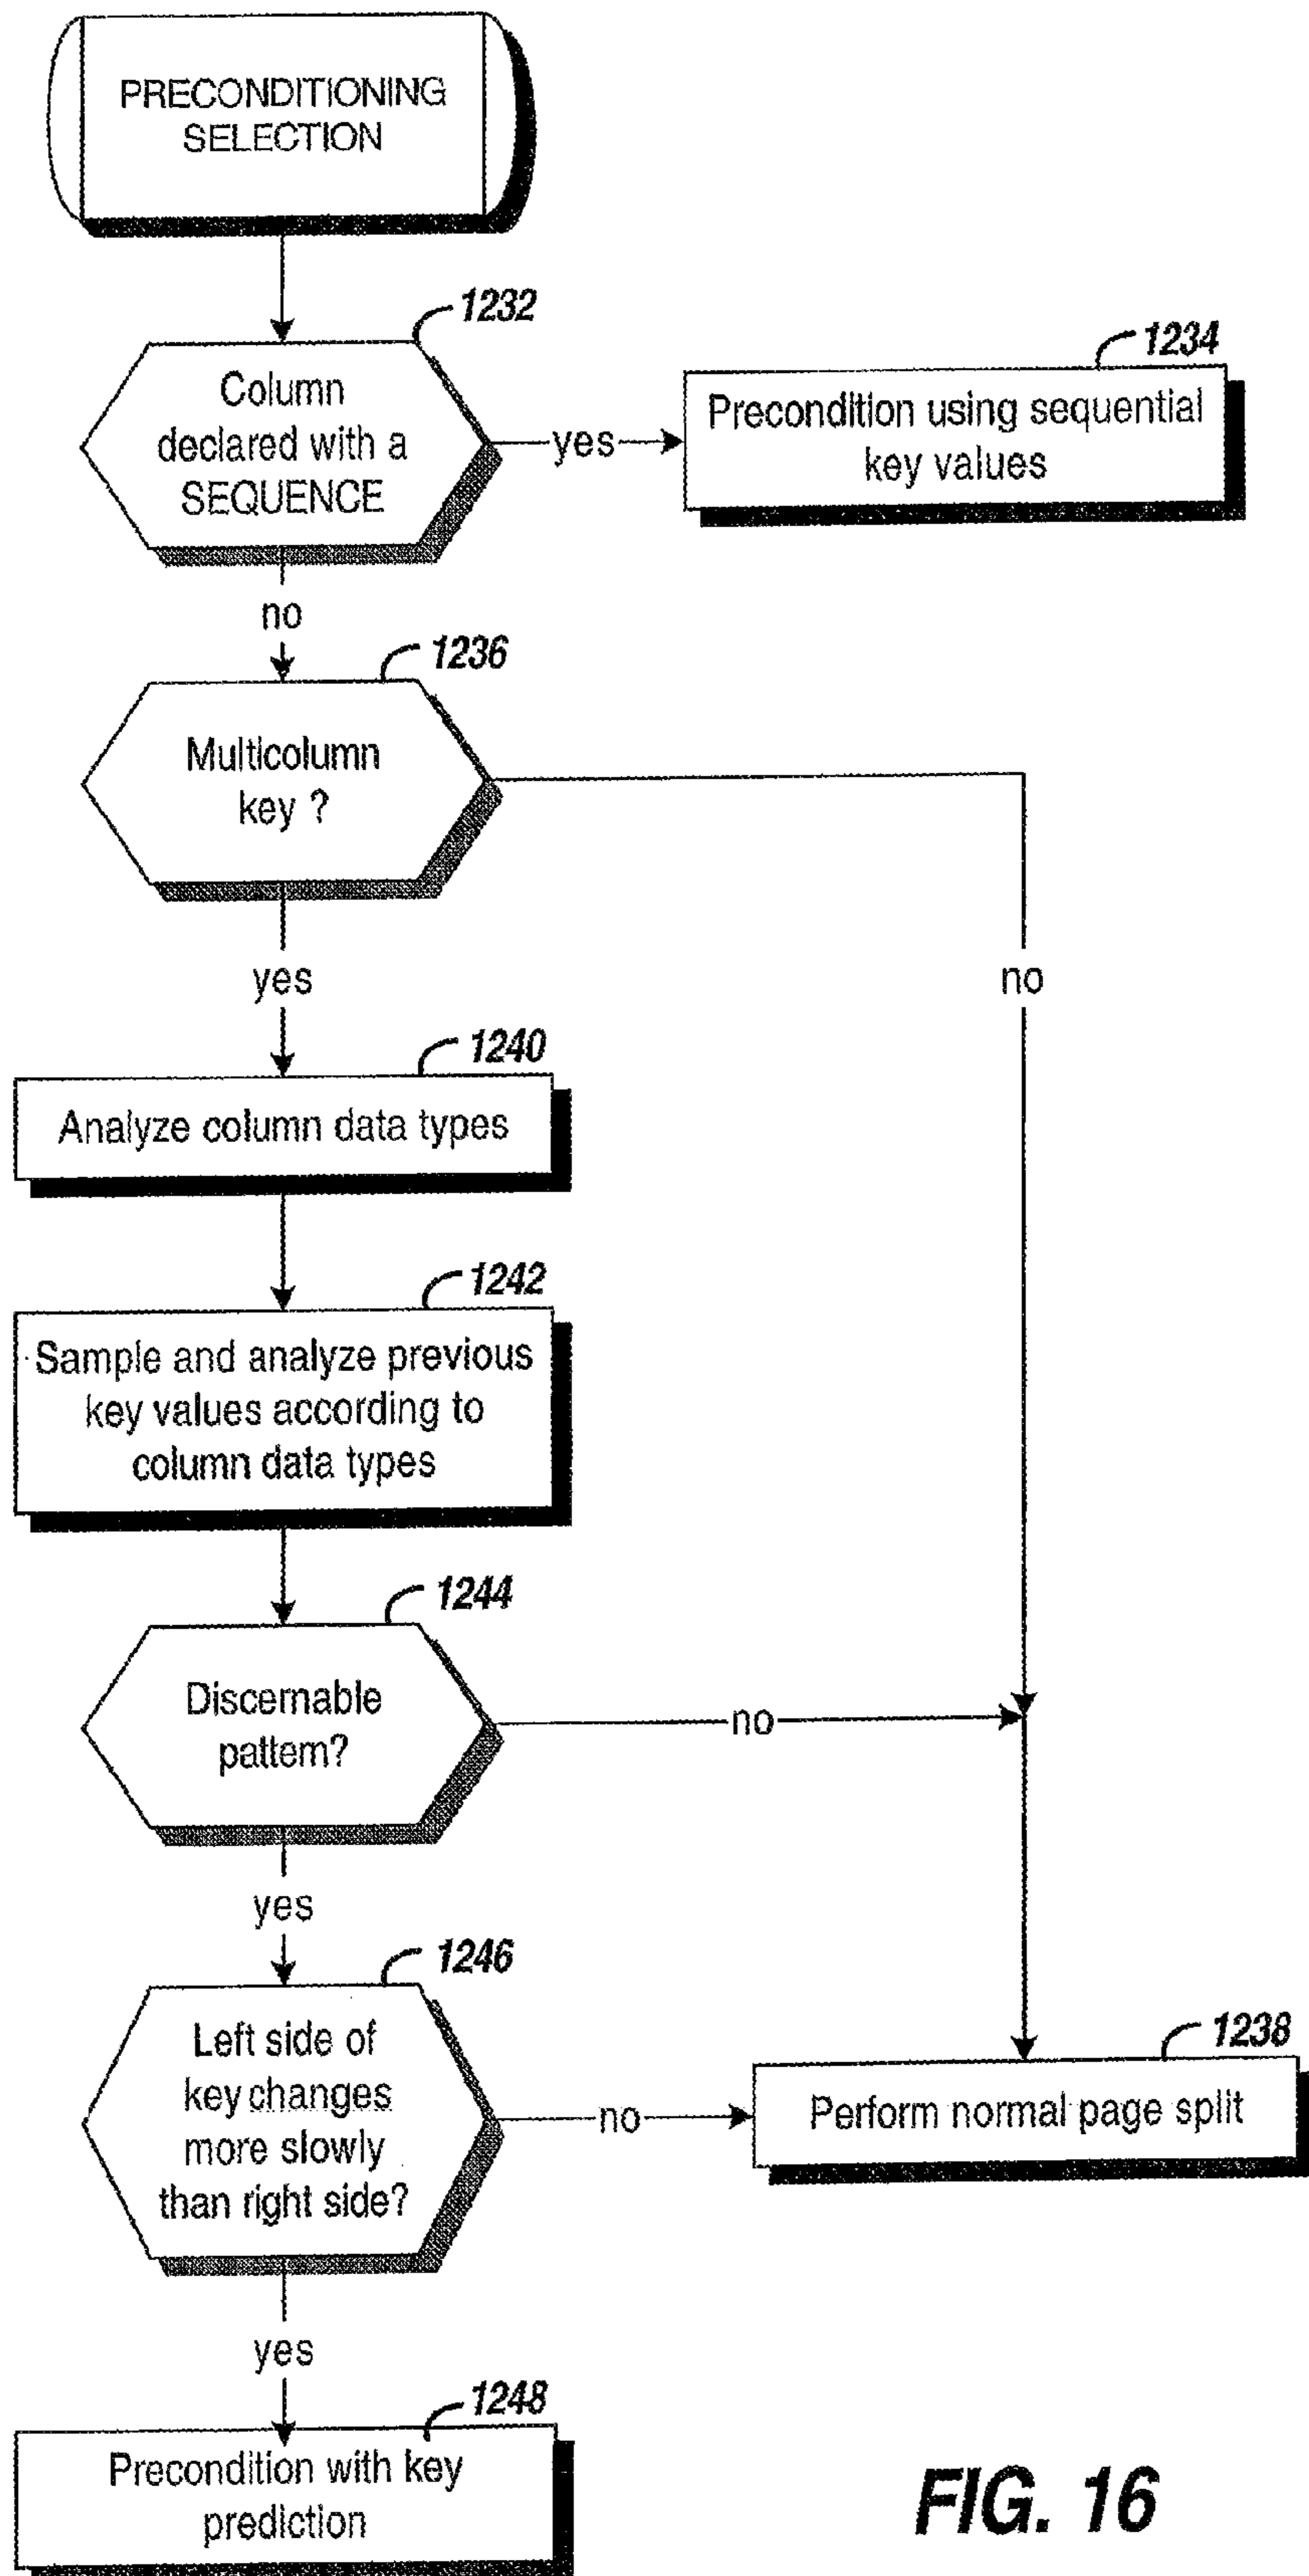 PRECONDITIONING
SELECTION
1232
Column
declared with a
SEQUENCE
yes
1234
Precondition using sequential
key values
no
1236
Multicolumn
key ?
no
yes
1240
Analyze column data types
1242
Sample and analyze previous
key values according to
column data types
1244
Discernable
pattern?
no
yes
1246
Left side of
key changes
more slowly
than right side?
no
1238
Perform normal page split
yes
1248
Precondition with key
prediction
FIG. 16